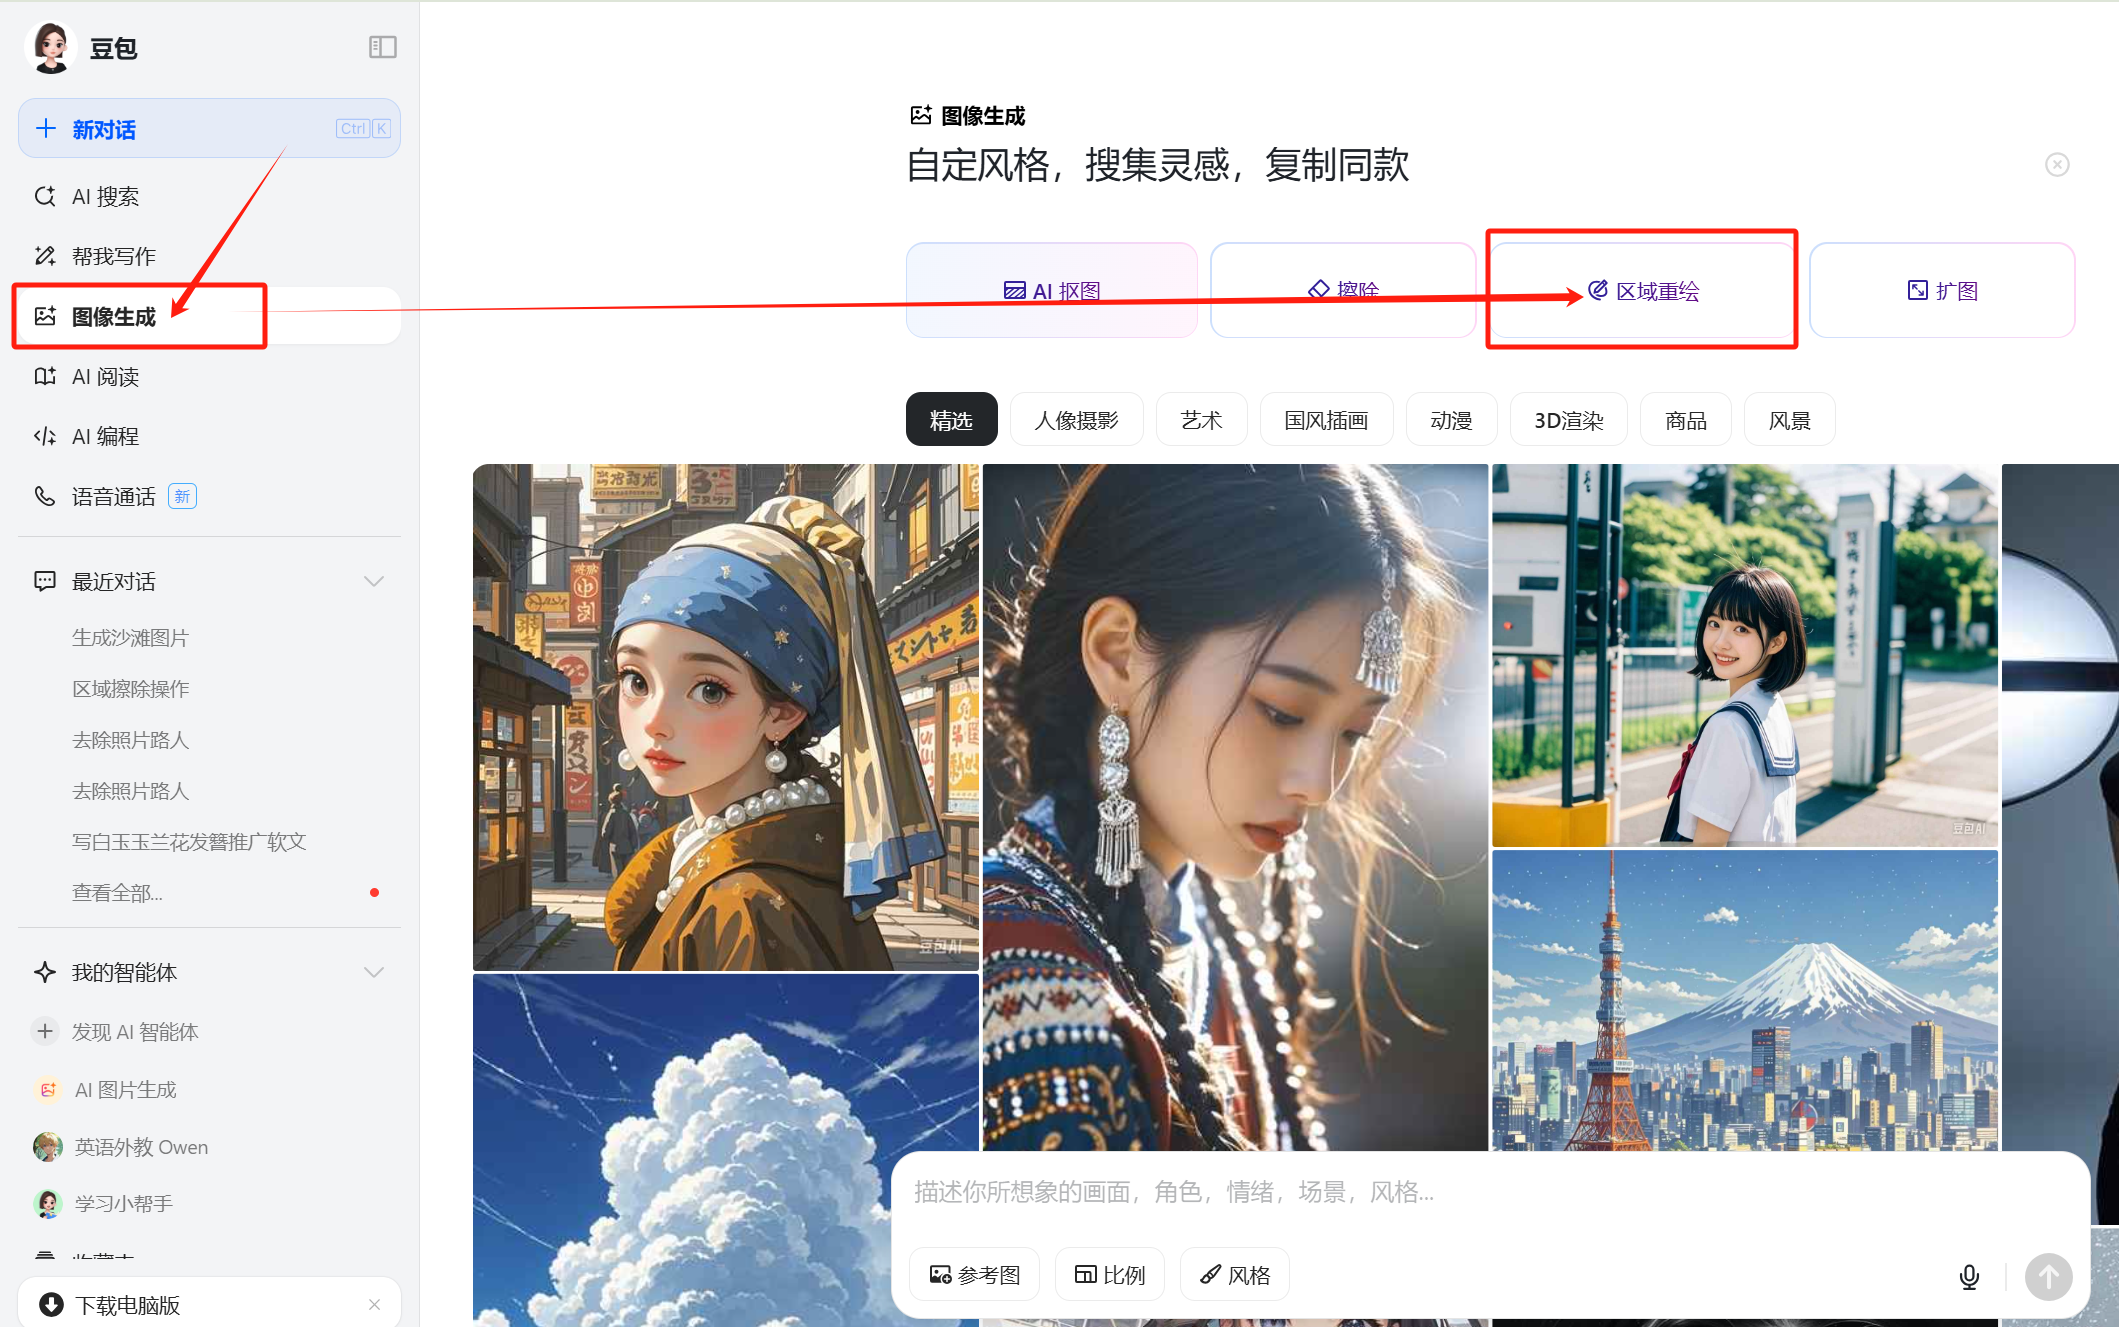 豆包
新对话
Ctrl K
AI 搜索
帮我写作
图像生成
AI 阅读
AI 编程
语音通话 新
最近对话
生成沙滩图片
区域擦除操作
去除照片路人
去除照片路人
写白玉玉兰花发簪推广软文
查看全部...
我的智能体
发现 AI 智能体
AI 图片生成
英语外教 Owen
学习小帮手
下载电脑版
图像生成
自定风格，搜集灵感，复制同款
AI 抠图
擦除
区域重绘
扩图
精选
人像摄影
艺术
国风插画
动漫
3D渲染
商品
风景
豆包AI
豆包AI
描述你所想象的画面，角色，情绪，场景，风格...
参考图
比例
风格